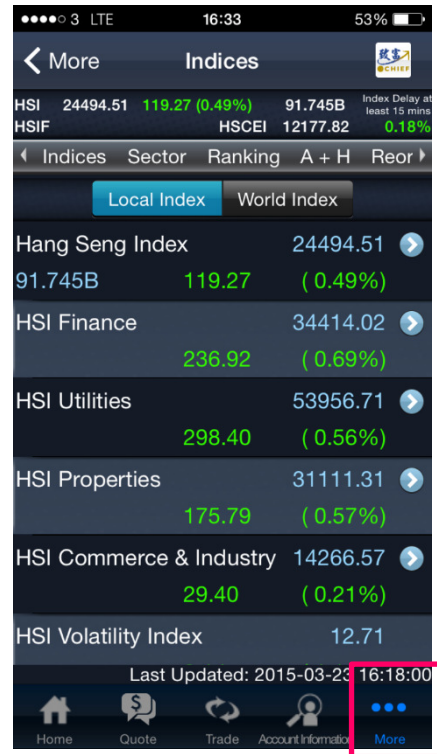 3 LTE 16:33 53%
More Indices 致富 CHIEF
HSI 24494.51 119.27 (0.49%) 91.745B Index Delay at least 15 mins
HSIF HSCEI 12177.82 0.18%
Indices Sector Ranking A + H Reor
Local Index World Index
Hang Seng Index 24494.51
91.745B 119.27 ( 0.49%)
HSI Finance 34414.02
236.92 ( 0.69%)
HSI Utilities 53956.71
298.40 ( 0.56%)
HSI Properties 31111.31
175.79 ( 0.57%)
HSI Commerce & Industry 14266.57
29.40 ( 0.21%)
HSI Volatility Index 12.71
Last Updated: 2015-03-23 16:18:00
Home Quote Trade Account Information More